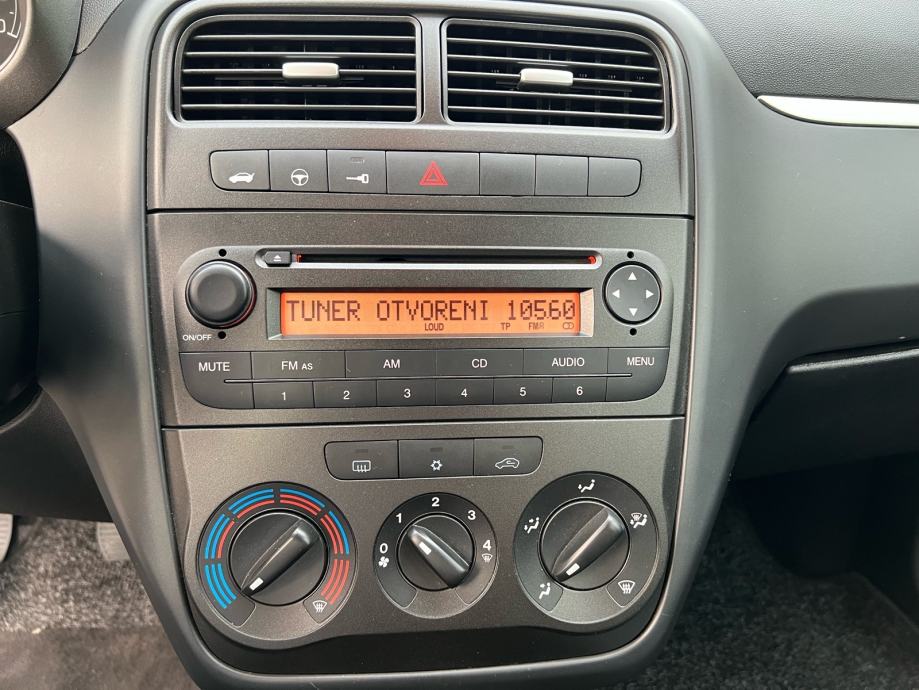 TUNER OTVORENI 10560
LOUD TP FMR
ON/OFF
MUTE FM AS AM CD AUDIO MENU
1 2 3 4 5 6
0 1 2 3 4